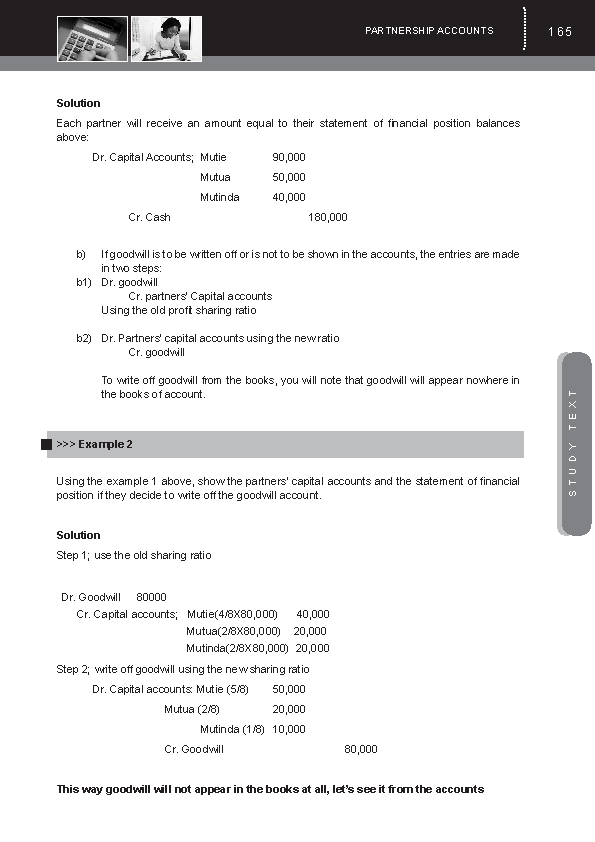 PARTNERSHIP ACCOUNTS 165
Solution
Each partner will receive an amount equal to their statement of financial position balances
above:
Dr. Capital Accounts; Mutie 90,000
Mutua 50,000
Mutinda 40,000
Cr. Cash 180,000
b) If goodwill is to be written off or is not to be shown in the accounts, the entries are made
in two steps:
b1) Dr. goodwill
Cr. partners' Capital accounts
Using the old profit sharing ratio
b2) Dr. Partners' capital accounts using the new ratio
Cr. goodwill
To write off goodwill from the books, you will note that goodwill will appear nowhere in
the books of account.
STUDY TEXT
>>> Example 2
Using the example 1 above, show the partners' capital accounts and the statement of financial
position if they decide to write off the goodwill account.
Solution
Step 1; use the old sharing ratio
Dr. Goodwill 80000
Cr. Capital accounts; Mutie(4/8X80,000) 40,000
Mutua(2/8X80,000) 20,000
Mutinda(2/8X80,000) 20,000
Step 2; write off goodwill using the new sharing ratio
Dr. Capital accounts: Mutie (5/8) 50,000
Mutua (2/8) 20,000
Mutinda (1/8) 10,000
Cr. Goodwill 80,000
This way goodwill will not appear in the books at all, let's see it from the accounts